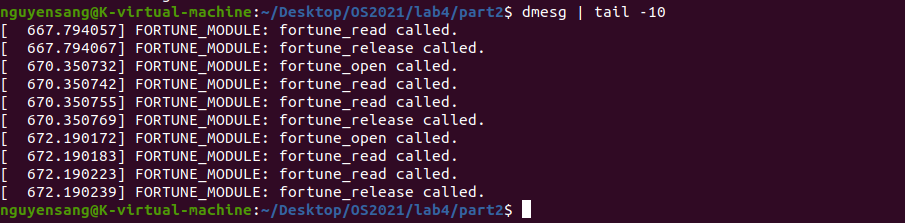 nguyensang@K-virtual-machine:~/Desktop/OS2021/lab4/part2$ dmesg | tail -10
[  667.794057] FORTUNE_MODULE: fortune_read called.
[  667.794067] FORTUNE_MODULE: fortune_release called.
[  670.350732] FORTUNE_MODULE: fortune_open called.
[  670.350742] FORTUNE_MODULE: fortune_read called.
[  670.350755] FORTUNE_MODULE: fortune_read called.
[  670.350769] FORTUNE_MODULE: fortune_release called.
[  672.190172] FORTUNE_MODULE: fortune_open called.
[  672.190183] FORTUNE_MODULE: fortune_read called.
[  672.190223] FORTUNE_MODULE: fortune_read called.
[  672.190239] FORTUNE_MODULE: fortune_release called.
nguyensang@K-virtual-machine:~/Desktop/OS2021/lab4/part2$